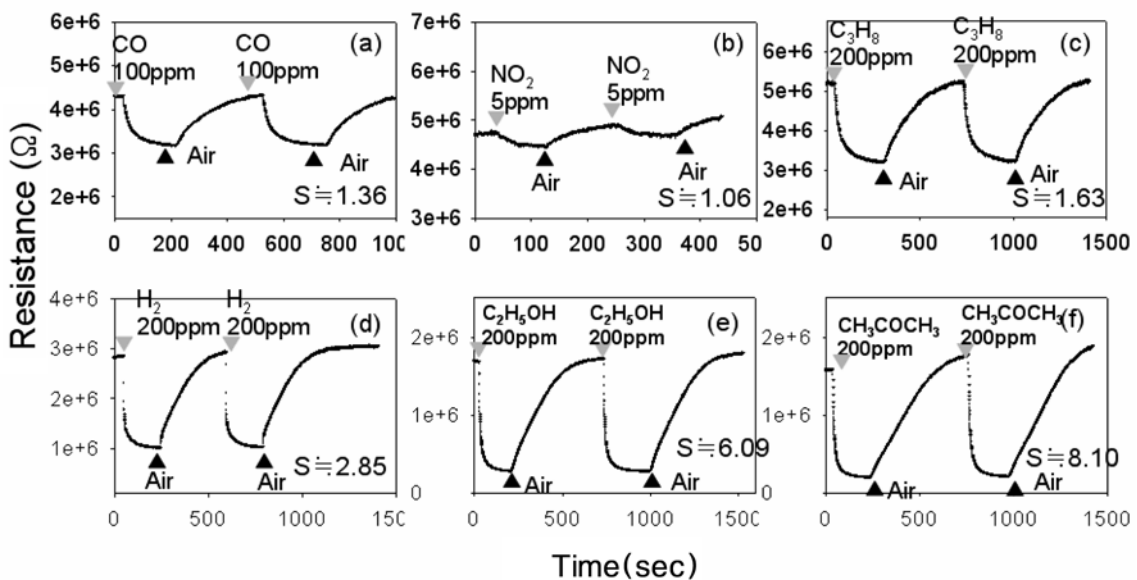 Resistance (Ω)
5e+6
4e+6
3e+6
2e+6
CO
100ppm
CO
100ppm
(a)
Air
Air
S≒1.36
0
200
400
600
800
100
7e+6
6e+6
5e+6
4e+6
3e+6
NO2
5ppm
NO2
5ppm
(b)
Air
Air
S≒1.06
0
100
200
300
400
50
6e+6
5e+6
4e+6
3e+6
2e+6
C3H8
200ppm
C3H8
200ppm
(c)
Air
Air
S≒1.63
0
500
1000
1500
4e+6
3e+6
2e+6
1e+6
H2
200ppm
H2
200ppm
(d)
Air
Air
S≒2.85
0
500
1000
150
2e+6
1e+6
0
C2H5OH
200ppm
C2H5OH
200ppm
(e)
Air
Air
S≒6.09
0
500
1000
1500
2e+6
1e+6
0
CH3COCH3
200ppm
CH3COCH3
200ppm
(f)
Air
Air
S≒8.10
0
500
1000
1500
Time(sec)